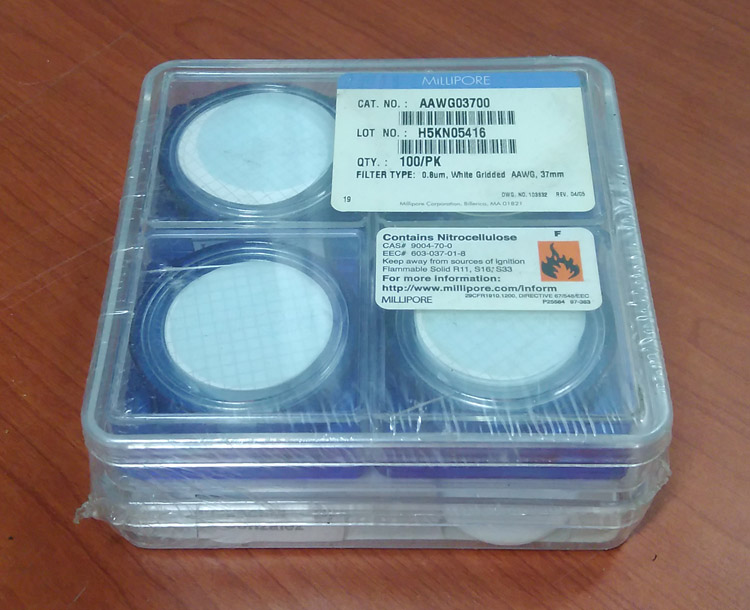 MILLIPORE
CAT. NO. : AAWG03700
LOT NO. : H5KN05416
QTY. : 100/PK
FILTER TYPE: 0.8um, White Gridded AAWG, 37mm
19
DWG. NO. REV. 04/05
Millipore Corporation, Billerica, MA 01821
Contains Nitrocellulose
F
CAS# 9004-70-0
EEC# 603-037-01-8
Keep away from sources of ignition
Flammable Solid R11, S16, S33
For more information:
http://www.millipore.com/inform
MILLIPORE
29CFR1910.1200, DIRECTIVE 67/548/EEC